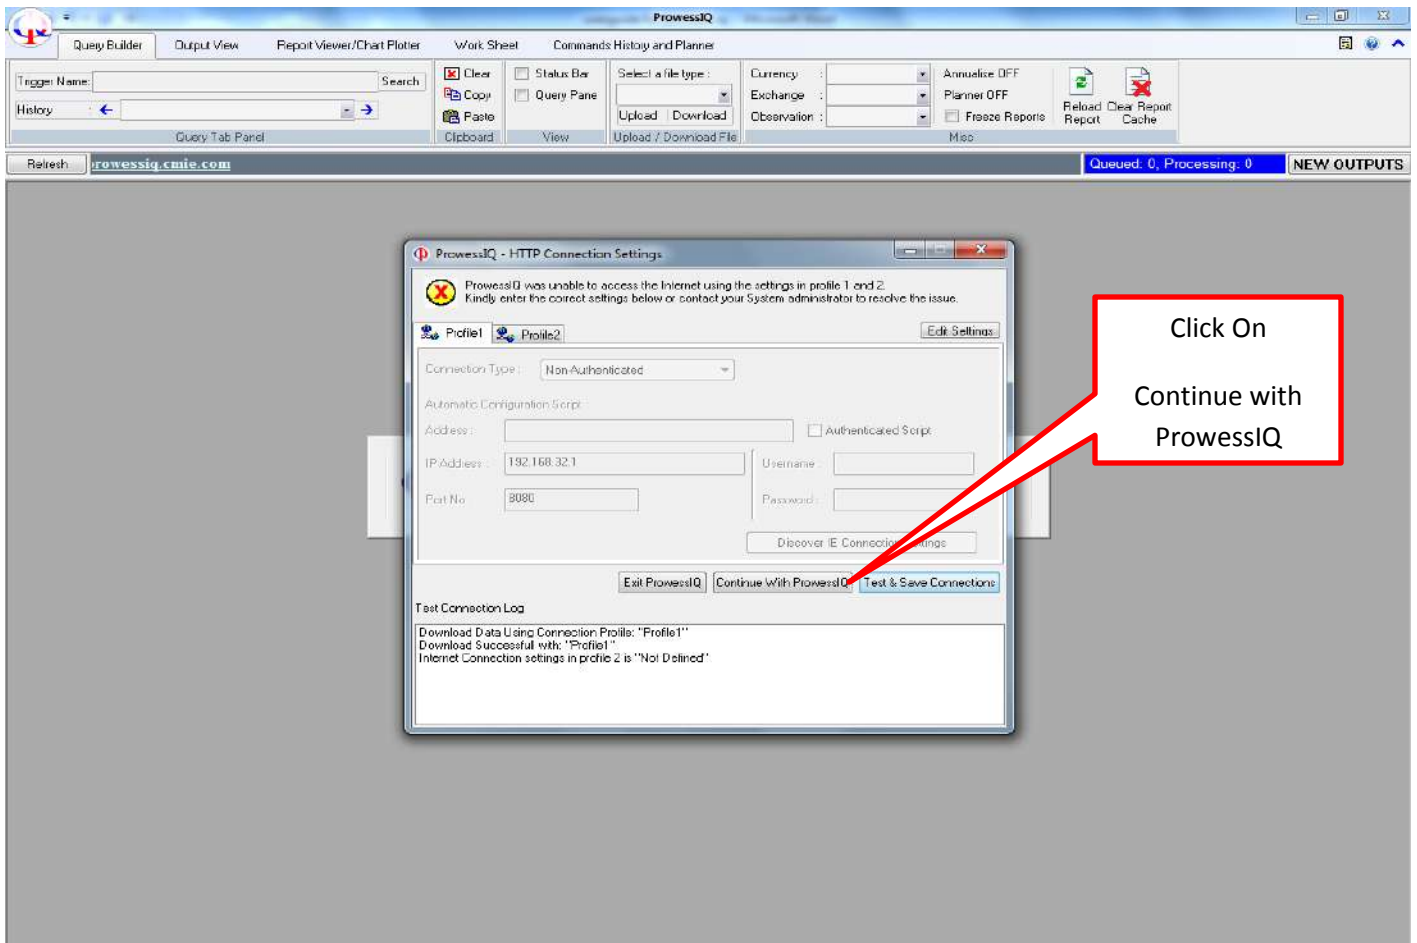 ProwessIQ
Query Builder Output View Report Viewer/Chart Plotter Work Sheet Commands History and Planner
Trigger Name: Search
History :
Query Tab Panel
Clear
Copy
Paste
Clipboard
Status Bar
Query Pane
View
Select a file type :
Upload Download
Upload / Download File
Currency :
Exchange :
Observation :
Annualise OFF
Planner OFF
Freeze Reports
Reload Report
Clear Report Cache
Misc
Refresh rowessiq.cmie.com Queued: 0, Processing: 0 NEW OUTPUTS
ProwessIQ - HTTP Connection Settings
ProwessIQ was unable to access the Internet using the settings in profile 1 and 2.
Kindly enter the correct settings below or contact your System administrator to resolve the issue.
Profile1 Profile2 Edit Settings
Connection Type : Non-Authenticated
Automatic Configuration Script :
Address : Authenticated Script
IP Address : 192.168.32.1 Username :
Port No 8080 Password :
Discover IE Connection
Exit ProwessIQ Continue With ProwessIQ Test & Save Connections
Test Connection Log
Download Data Using Connection Profile: "Profile1"
Download Successful with: "Profile1"
Internet Connection settings in profile 2 is "Not Defined"
Click On
Continue with
ProwessIQ